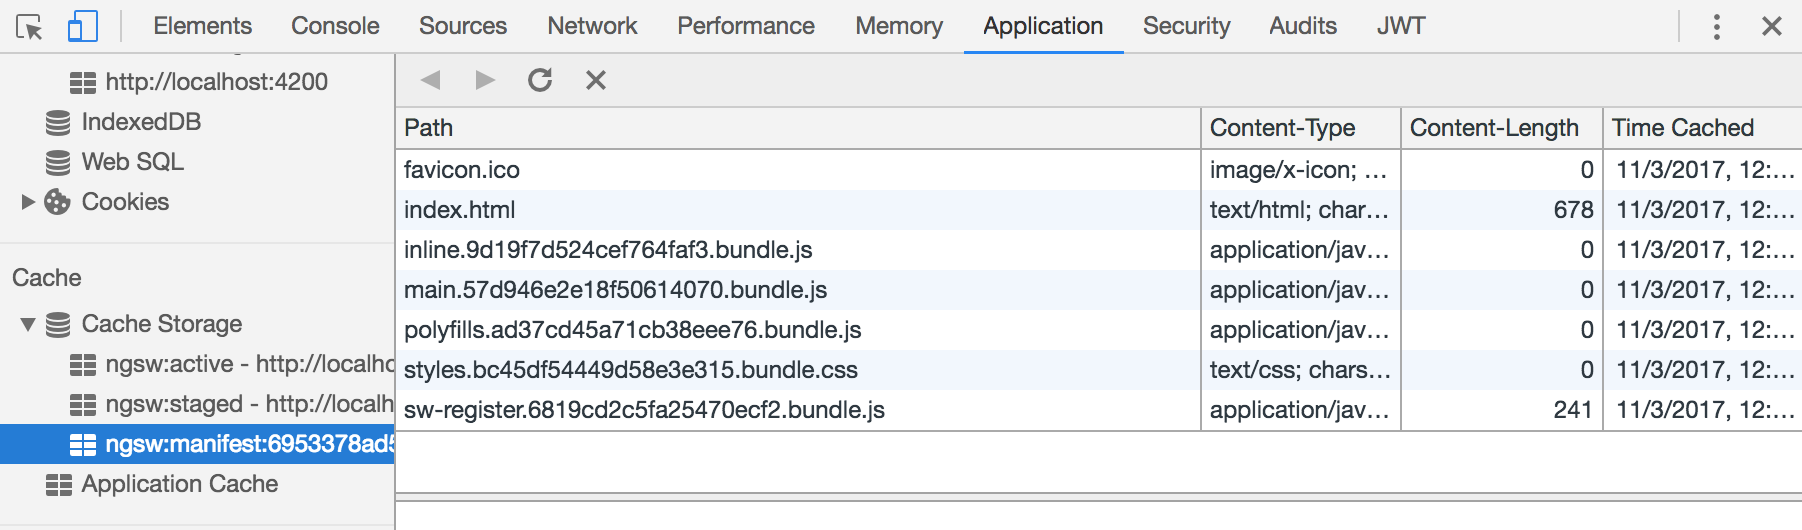 Elements Console Sources Network Performance Memory Application Security Audits JWT
http://localhost:4200
IndexedDB
Web SQL
Cookies
Cache
Cache Storage
ngsw:active - http://localho
ngsw:staged - http://localh
ngsw:manifest:6953378ad5
Application Cache
Path Content-Type Content-Length Time Cached
favicon.ico image/x-icon; ... 0 11/3/2017, 12:...
index.html text/html; char... 678 11/3/2017, 12:...
inline.9d19f7d524cef764faf3.bundle.js application/jav... 0 11/3/2017, 12:...
main.57d946e2e18f50614070.bundle.js application/jav... 0 11/3/2017, 12:...
polyfills.ad37cd45a71cb38eee76.bundle.js application/jav... 0 11/3/2017, 12:...
styles.bc45df54449d58e3e315.bundle.css text/css; chars... 0 11/3/2017, 12:...
sw-register.6819cd2c5fa25470ecf2.bundle.js application/jav... 241 11/3/2017, 12:...